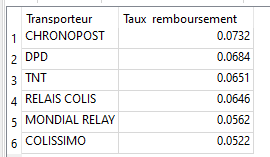 Transporteur Taux remboursement
1 CHRONOPOST 0.0732
2 DPD 0.0684
3 TNT 0.0651
4 RELAIS COLIS 0.0646
5 MONDIAL RELAY 0.0562
6 COLISSIMO 0.0522